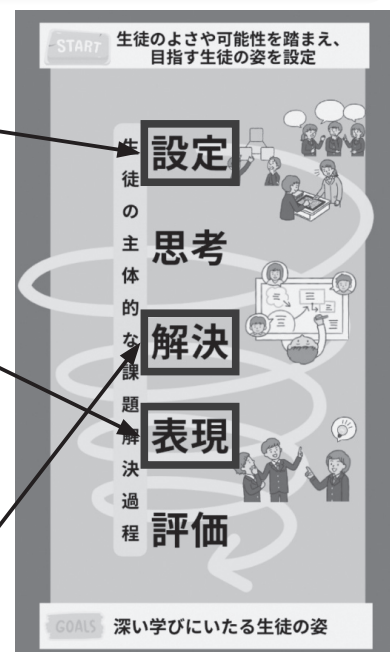 START
生徒のよさや可能性を踏まえ、
目指す生徒の姿を設定
生徒の主体的な課題解決過程
設定
思考
解決
表現
評価
GOALS
深い学びにいたる生徒の姿